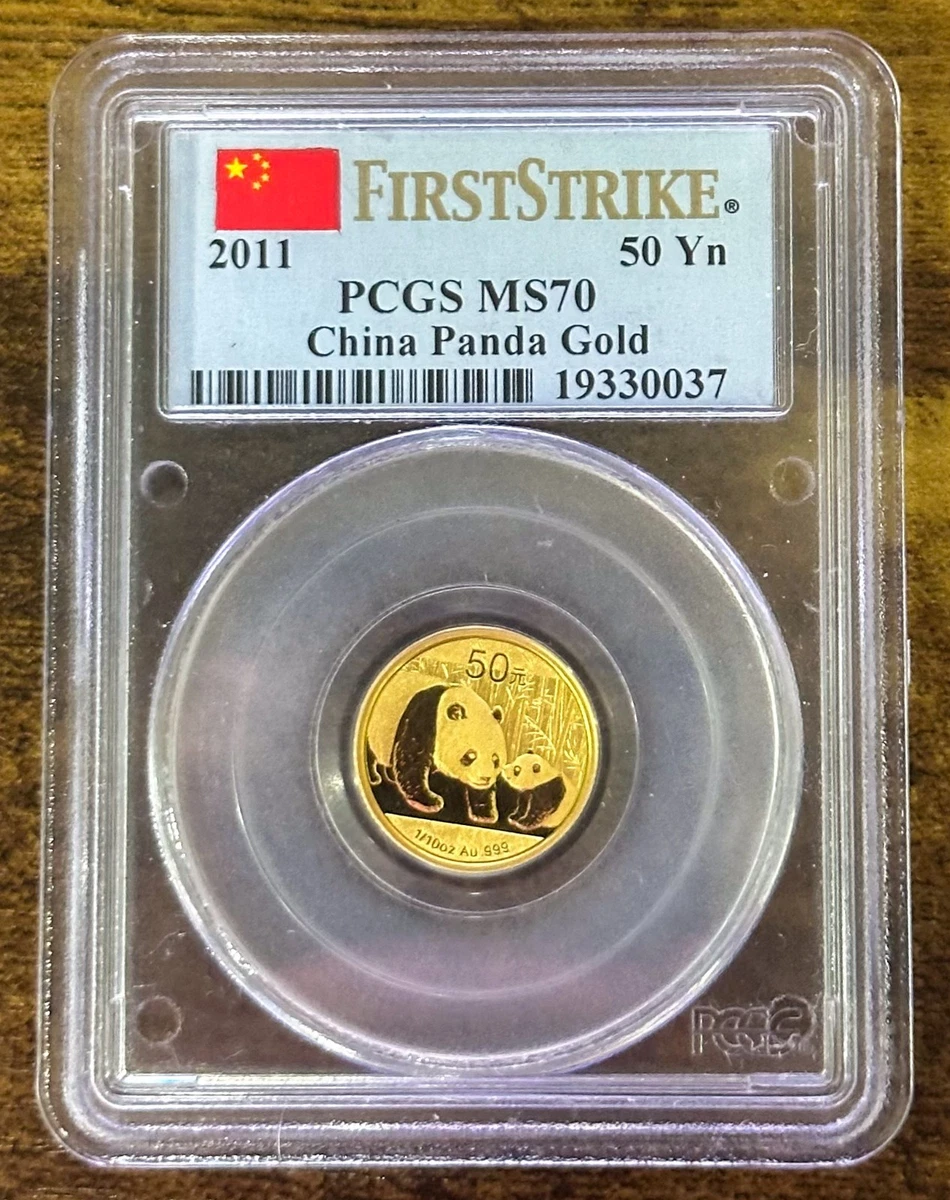 FIRSTSTRIKE®
2011 50 Yn
PCGS MS70
China Panda Gold
19330037
50元
1/10oz Au .999
PCGS